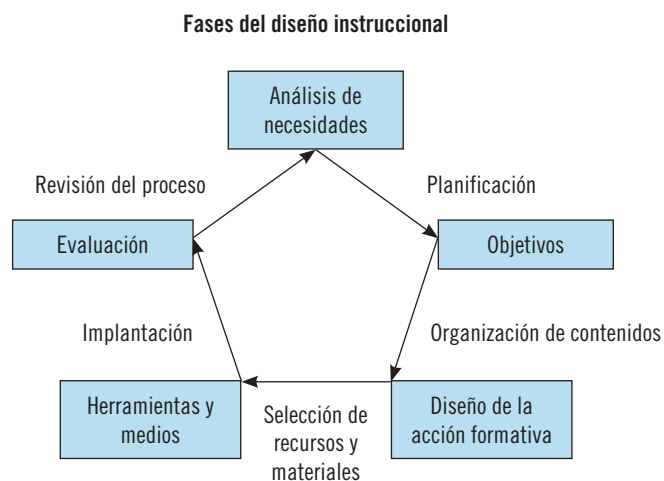 Fases del diseño instruccional
Análisis de
necesidades
Revisión del proceso
Planificación
Evaluación
Objetivos
Implantación
Organización de contenidos
Herramientas y
medios
Selección de
recursos y
materiales
Diseño de la
acción formativa